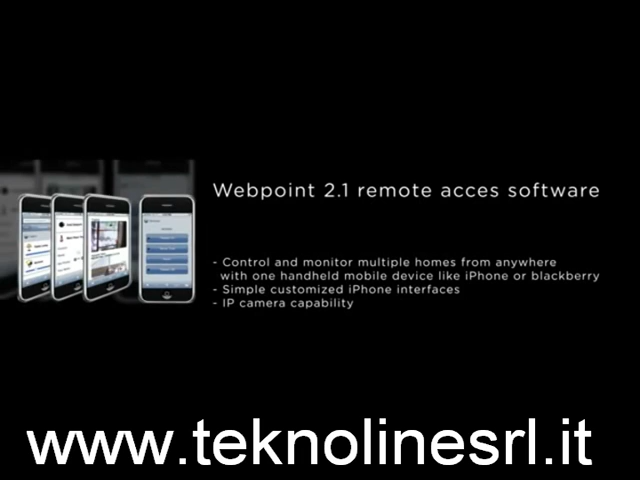 Webpoint 2.1 remote acces software
- Control and monitor multiple homes from anywhere
with one handheld mobile device like iPhone or blackberry
- Simple customized iPhone interfaces
- IP camera capability
www.teknolinesrl.it